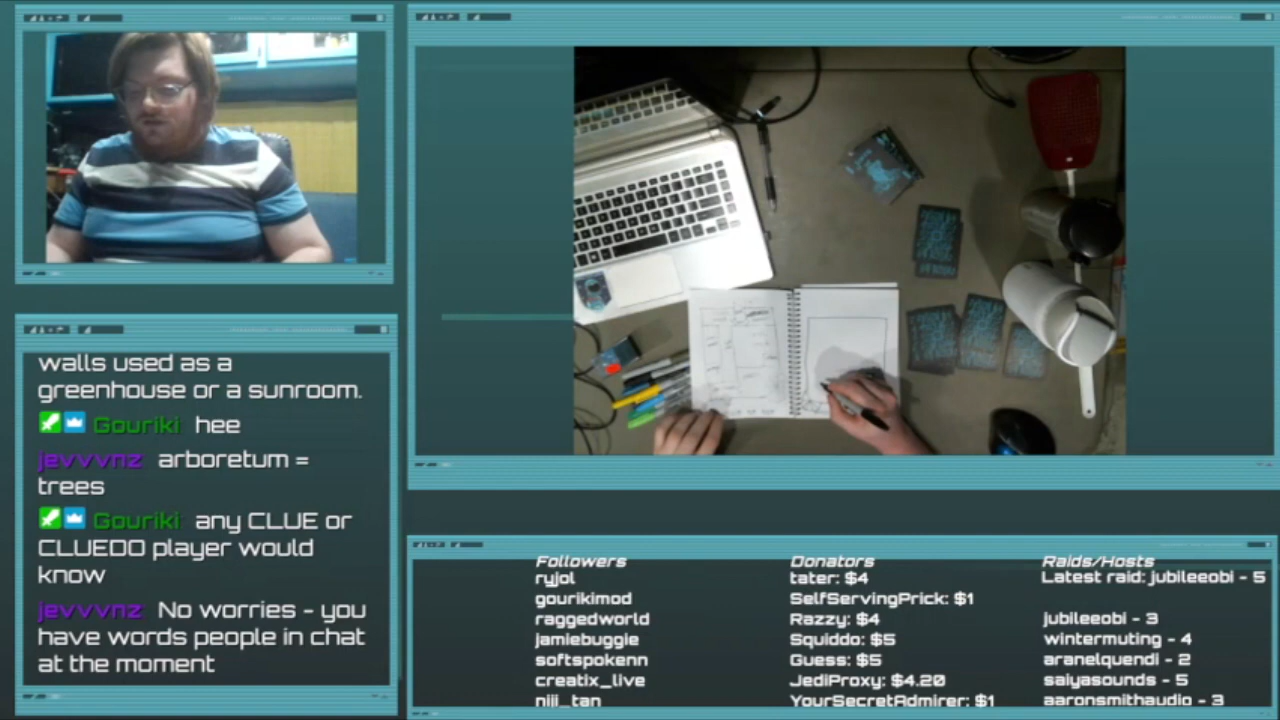 walls used as a
greenhouse or a sunroom.
Gouriki hee
jevvvnz arboretum =
trees
Gouriki any CLUE or
CLUEDO player would
know
jevvvnz No worries - you
have words people in chat
at the moment
Followers
ryjol
gourikimod
raggedworld
jamiebuggie
softspokenn
creatix_live
niji_tan
Donators
tater: $4
SelfServingPrick: $1
Razzy: $4
Squiddo: $5
Guess: $5
JediProxy: $4.20
YourSecretAdmirer: $1
Raids/Hosts
Latest raid: jubileeobi - 5
jubileeobi - 3
wintermuting - 4
aranelquendi - 2
saiyasounds - 5
aaronsmithaudio - 3